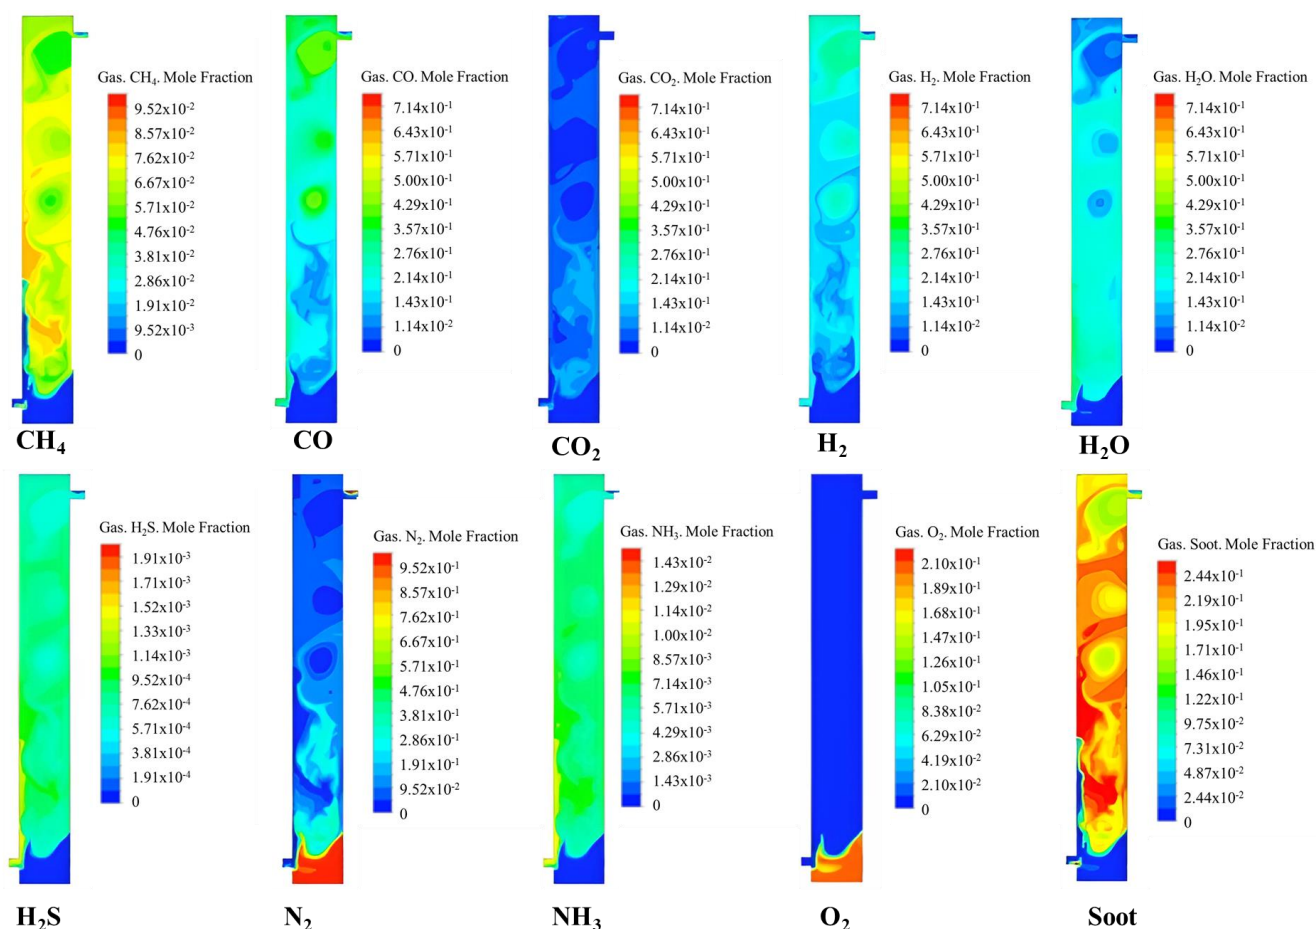 Gas. CH₄. Mole Fraction
9.52x10⁻²
8.57x10⁻²
7.62x10⁻²
6.67x10⁻²
5.71x10⁻²
4.76x10⁻²
3.81x10⁻²
2.86x10⁻²
1.91x10⁻²
9.52x10⁻³
0
CH₄
Gas. CO. Mole Fraction
7.14x10⁻¹
6.43x10⁻¹
5.71x10⁻¹
5.00x10⁻¹
4.29x10⁻¹
3.57x10⁻¹
2.76x10⁻¹
2.14x10⁻¹
1.43x10⁻¹
1.14x10⁻²
0
CO
Gas. CO₂. Mole Fraction
7.14x10⁻¹
6.43x10⁻¹
5.71x10⁻¹
5.00x10⁻¹
4.29x10⁻¹
3.57x10⁻¹
2.76x10⁻¹
2.14x10⁻¹
1.43x10⁻¹
1.14x10⁻²
0
CO₂
Gas. H₂. Mole Fraction
7.14x10⁻¹
6.43x10⁻¹
5.71x10⁻¹
5.00x10⁻¹
4.29x10⁻¹
3.57x10⁻¹
2.76x10⁻¹
2.14x10⁻¹
1.43x10⁻¹
1.14x10⁻²
0
H₂
Gas. H₂O. Mole Fraction
7.14x10⁻¹
6.43x10⁻¹
5.71x10⁻¹
5.00x10⁻¹
4.29x10⁻¹
3.57x10⁻¹
2.76x10⁻¹
2.14x10⁻¹
1.43x10⁻¹
1.14x10⁻²
0
H₂O
Gas. H₂S. Mole Fraction
1.91x10⁻³
1.71x10⁻³
1.52x10⁻³
1.33x10⁻³
1.14x10⁻³
9.52x10⁻⁴
7.62x10⁻⁴
5.71x10⁻⁴
3.81x10⁻⁴
1.91x10⁻⁴
0
H₂S
Gas. N₂. Mole Fraction
9.52x10⁻¹
8.57x10⁻¹
7.62x10⁻¹
6.67x10⁻¹
5.71x10⁻¹
4.76x10⁻¹
3.81x10⁻¹
2.86x10⁻¹
1.91x10⁻¹
9.52x10⁻²
0
N₂
Gas. NH₃. Mole Fraction
1.43x10⁻²
1.29x10⁻²
1.14x10⁻²
1.00x10⁻²
8.57x10⁻³
7.14x10⁻³
5.71x10⁻³
4.29x10⁻³
2.86x10⁻³
1.43x10⁻³
0
NH₃
Gas. O₂. Mole Fraction
2.10x10⁻¹
1.89x10⁻¹
1.68x10⁻¹
1.47x10⁻¹
1.26x10⁻¹
1.05x10⁻¹
8.38x10⁻²
6.29x10⁻²
4.19x10⁻²
2.10x10⁻²
0
O₂
Gas. Soot. Mole Fraction
2.44x10⁻¹
2.19x10⁻¹
1.95x10⁻¹
1.71x10⁻¹
1.46x10⁻¹
1.22x10⁻¹
9.75x10⁻²
7.31x10⁻²
4.87x10⁻²
2.44x10⁻²
0
Soot